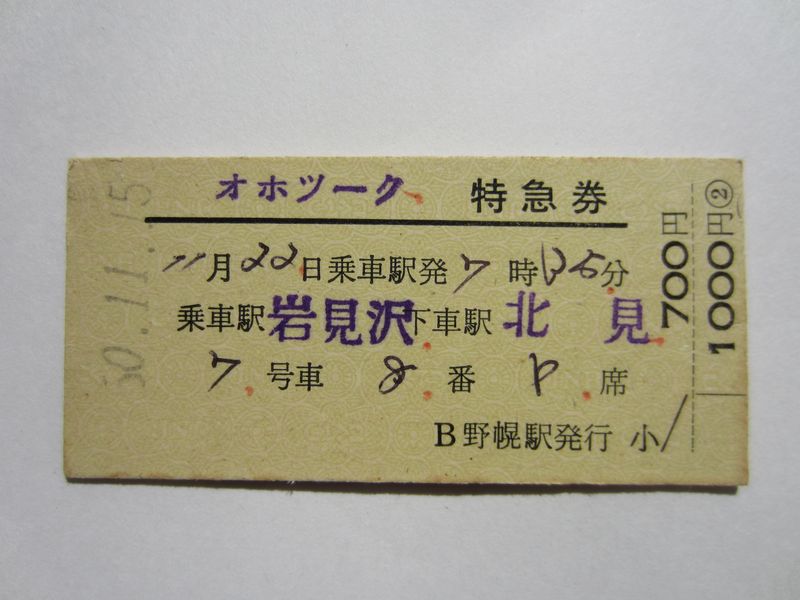 オホツーク 特急券
11月22日乗車駅発7時 分
乗車駅岩見沢下車駅北見
7号車 8番 席
B野幌駅発行 小
700円
1000円②
50.11.15